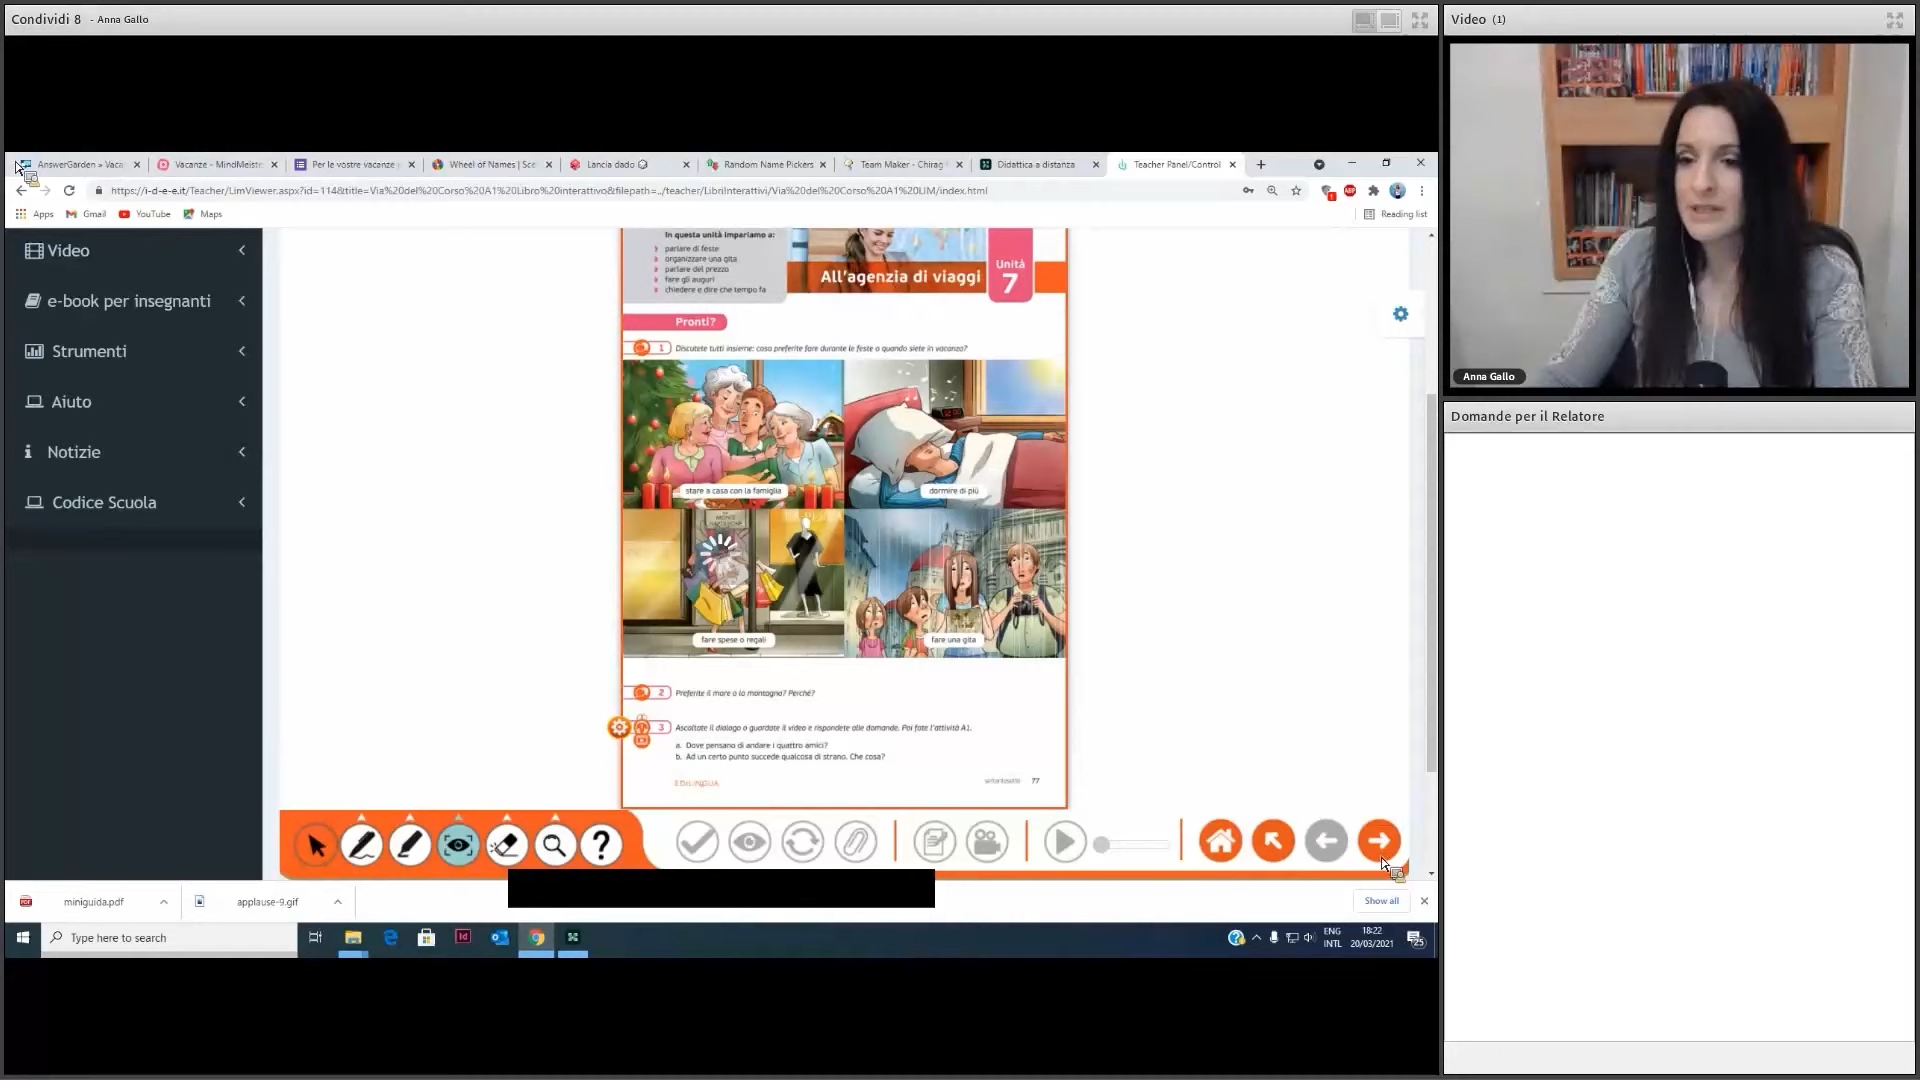 Condividi 8 - Anna Gallo
Video (1)
AnswerGarden » Vaca
Vacanze - MindMeiste
Per le vostre vacanze
Wheel of Names | Sce
Lancia dado
Random Name Pickers
Team Maker - Chirag
Didattica a distanza
Teacher Panel/Control
https://i-d-e-e.it/Teacher/LimViewer.aspx?id=114&title=Via%20del%20Corso%20A1%20Libro%20interattivo&filepath=../teacher/LibriInterattivi/Via%20del%20Corso%20A1%20LIM/index.html
Apps Gmail YouTube Maps Reading list
Video
e-book per insegnanti
Strumenti
Aiuto
Notizie
Codice Scuola
In questa unità impariamo a:
parlare di feste
organizzare una gita
parlare del prezzo
fare gli auguri
chiedere e dire che tempo fa
All'agenzia di viaggi
Unità
7
Pronti?
1 Discutete tutti insieme: cosa preferite fare durante le feste o quando siete in vacanza?
stare a casa con la famiglia
dormire di più
fare spese o regali
fare una gita
2 Preferite il mare o la montagna? Perché?
3 Ascoltate il dialogo o guardate il video e rispondete alle domande. Poi fate l'attività A1.
a. Dove pensano di andare i quattro amici?
b. Ad un certo punto succede qualcosa di strano. Che cosa?
EDILINGUA
settantasette 77
miniguida.pdf
applause-9.gif
Show all
Type here to search
ENG
INTL
18:22
20/03/2021
25
Anna Gallo
Domande per il Relatore